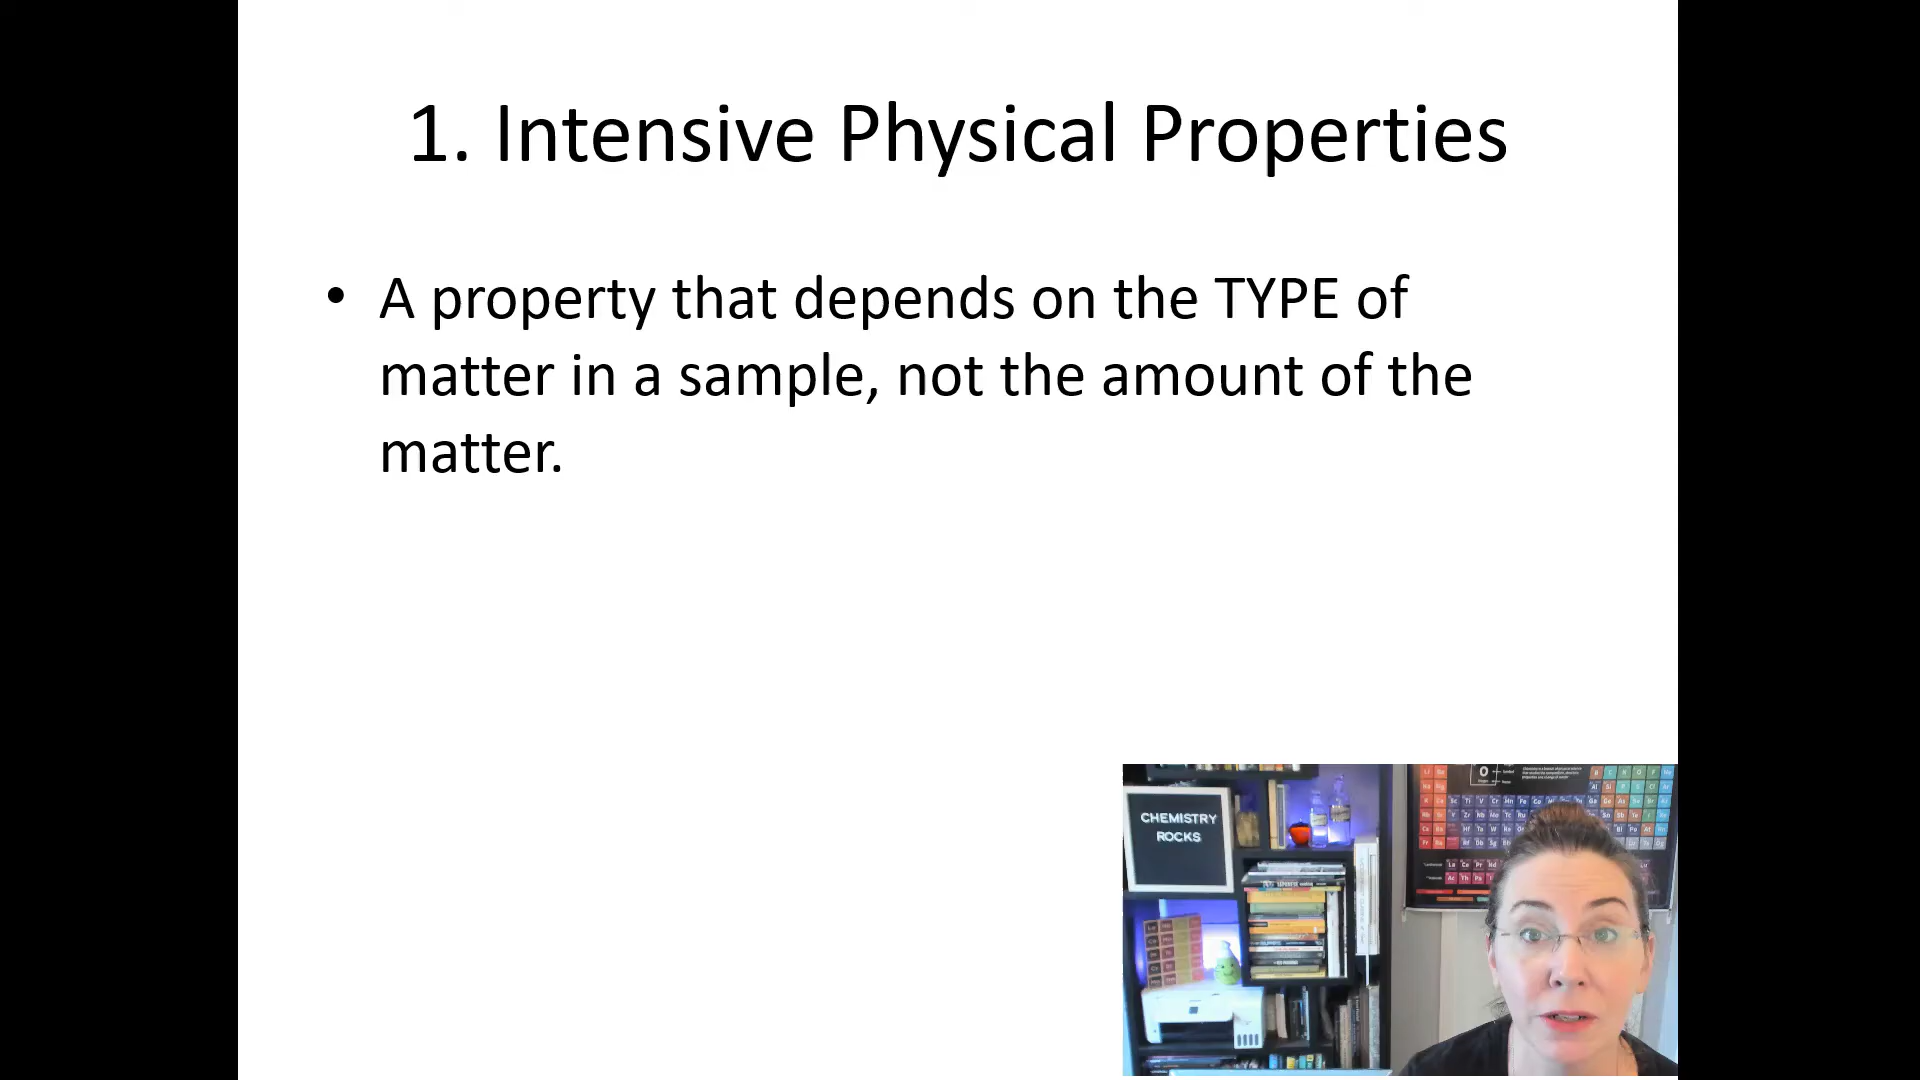 1. Intensive Physical Properties
• A property that depends on the TYPE of
matter in a sample, not the amount of the
matter.
CHEMISTRY
ROCKS